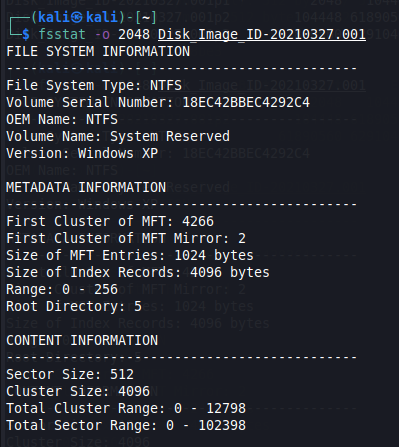 (kali㉿kali)-[~]
$ fsstat -o 2048 Disk_Image_ID-20210327.001
FILE SYSTEM INFORMATION
--------------------------------------------
File System Type: NTFS
Volume Serial Number: 18EC42BBEC4292C4
OEM Name: NTFS
Volume Name: System Reserved
Version: Windows XP

METADATA INFORMATION
--------------------------------------------
First Cluster of MFT: 4266
First Cluster of MFT Mirror: 2
Size of MFT Entries: 1024 bytes
Size of Index Records: 4096 bytes
Range: 0 - 256
Root Directory: 5

CONTENT INFORMATION
--------------------------------------------
Sector Size: 512
Cluster Size: 4096
Total Cluster Range: 0 - 12798
Total Sector Range: 0 - 102398